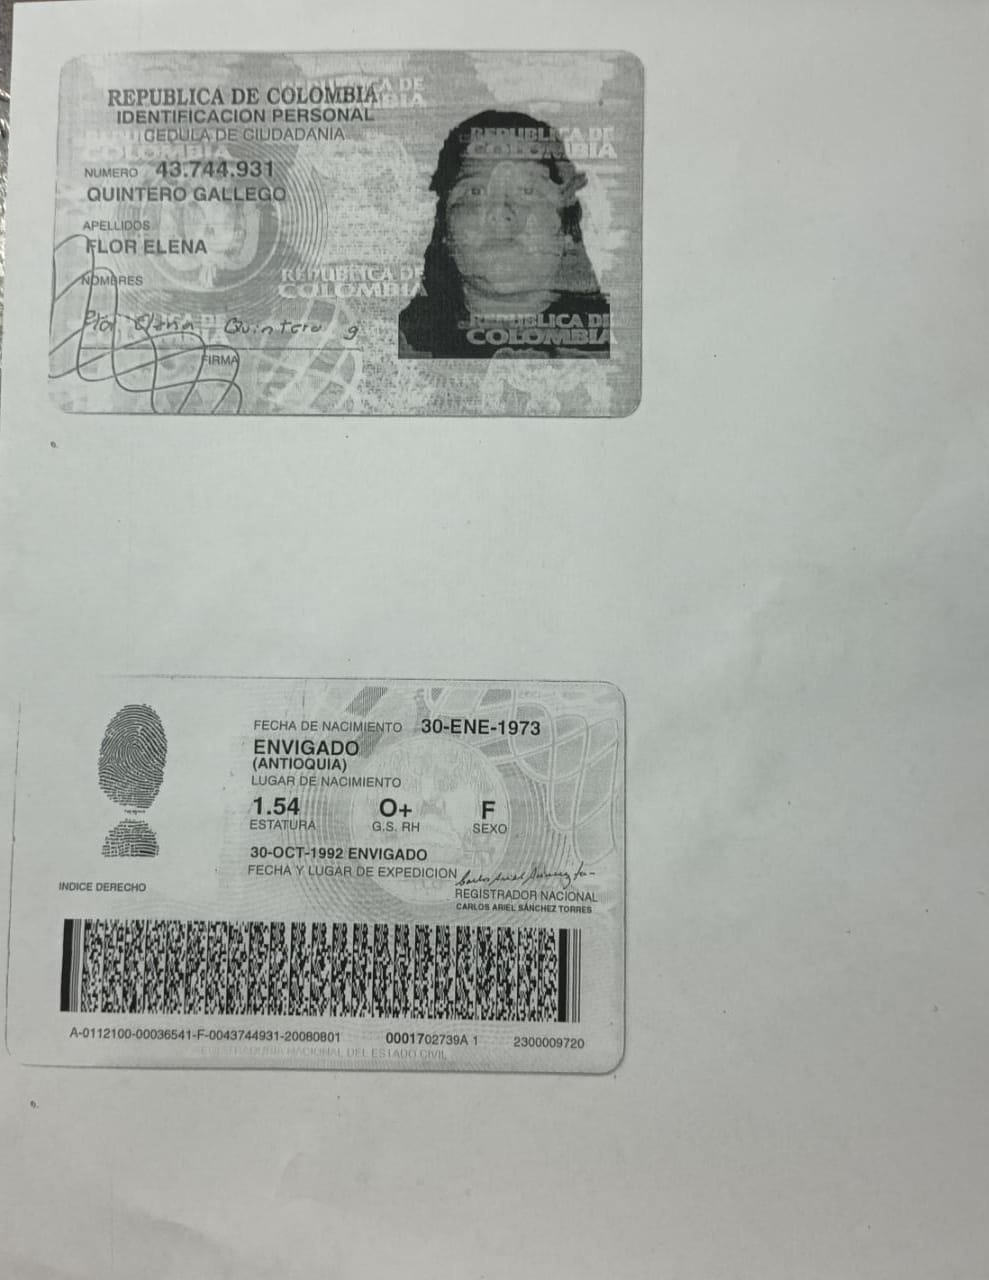 REPUBLICA DE COLOMBIA
IDENTIFICACION PERSONAL
CEDULA DE CIUDADANIA
NUMERO 43.744.931
QUINTERO GALLEGO
APELLIDOS
FLOR ELENA
NOMBRES
Flor Elena Quintero g
FIRMA
REPUBLICA DE
COLOMBIA
REPUBLICA DE
COLOMBIA
REPUBLICA DE
COLOMBIA
FECHA DE NACIMIENTO 30-ENE-1973
ENVIGADO
(ANTIOQUIA)
LUGAR DE NACIMIENTO
1.54 O+ F
ESTATURA G.S. RH SEXO
30-OCT-1992 ENVIGADO
FECHA Y LUGAR DE EXPEDICION
INDICE DERECHO
REGISTRADOR NACIONAL
CARLOS ARIEL SÁNCHEZ TORRES
A-0112100-00036541-F-0043744931-20080801 0001702739A 1 2300009720
REGISTRADURIA NACIONAL DEL ESTADO CIVIL